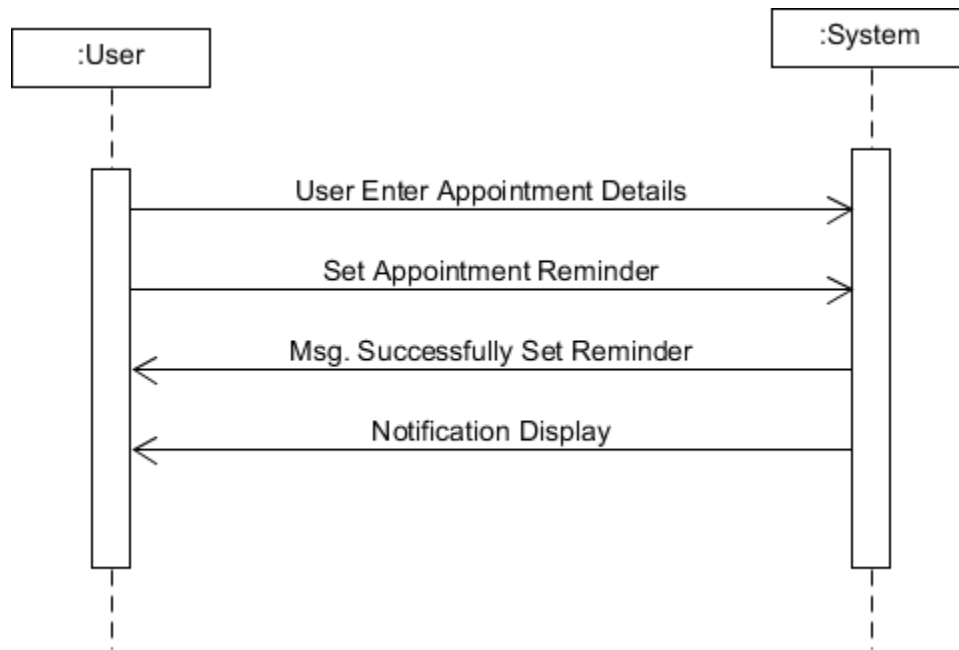 :User
:System
User Enter Appointment Details
Set Appointment Reminder
Msg. Successfully Set Reminder
Notification Display